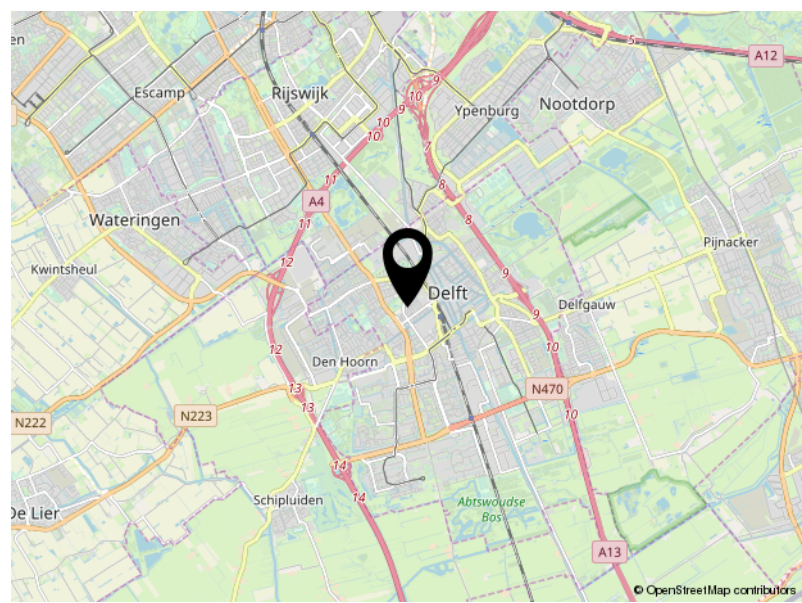 en
5
A12
Escamp
Rijswijk
9
10
9
Ypenburg
Nootdorp
10
10
7
11
8
A4
11
8
Wateringen
Pijnacker
12
Kwintsheul
9
Delft
Delfgauw
9
12
10
Den Hoorn
13
N470
13
N223
10
N222
14
14
Schipluiden
Abtswoudse
Bos
De Lier
A13
© OpenStreetMap contributors